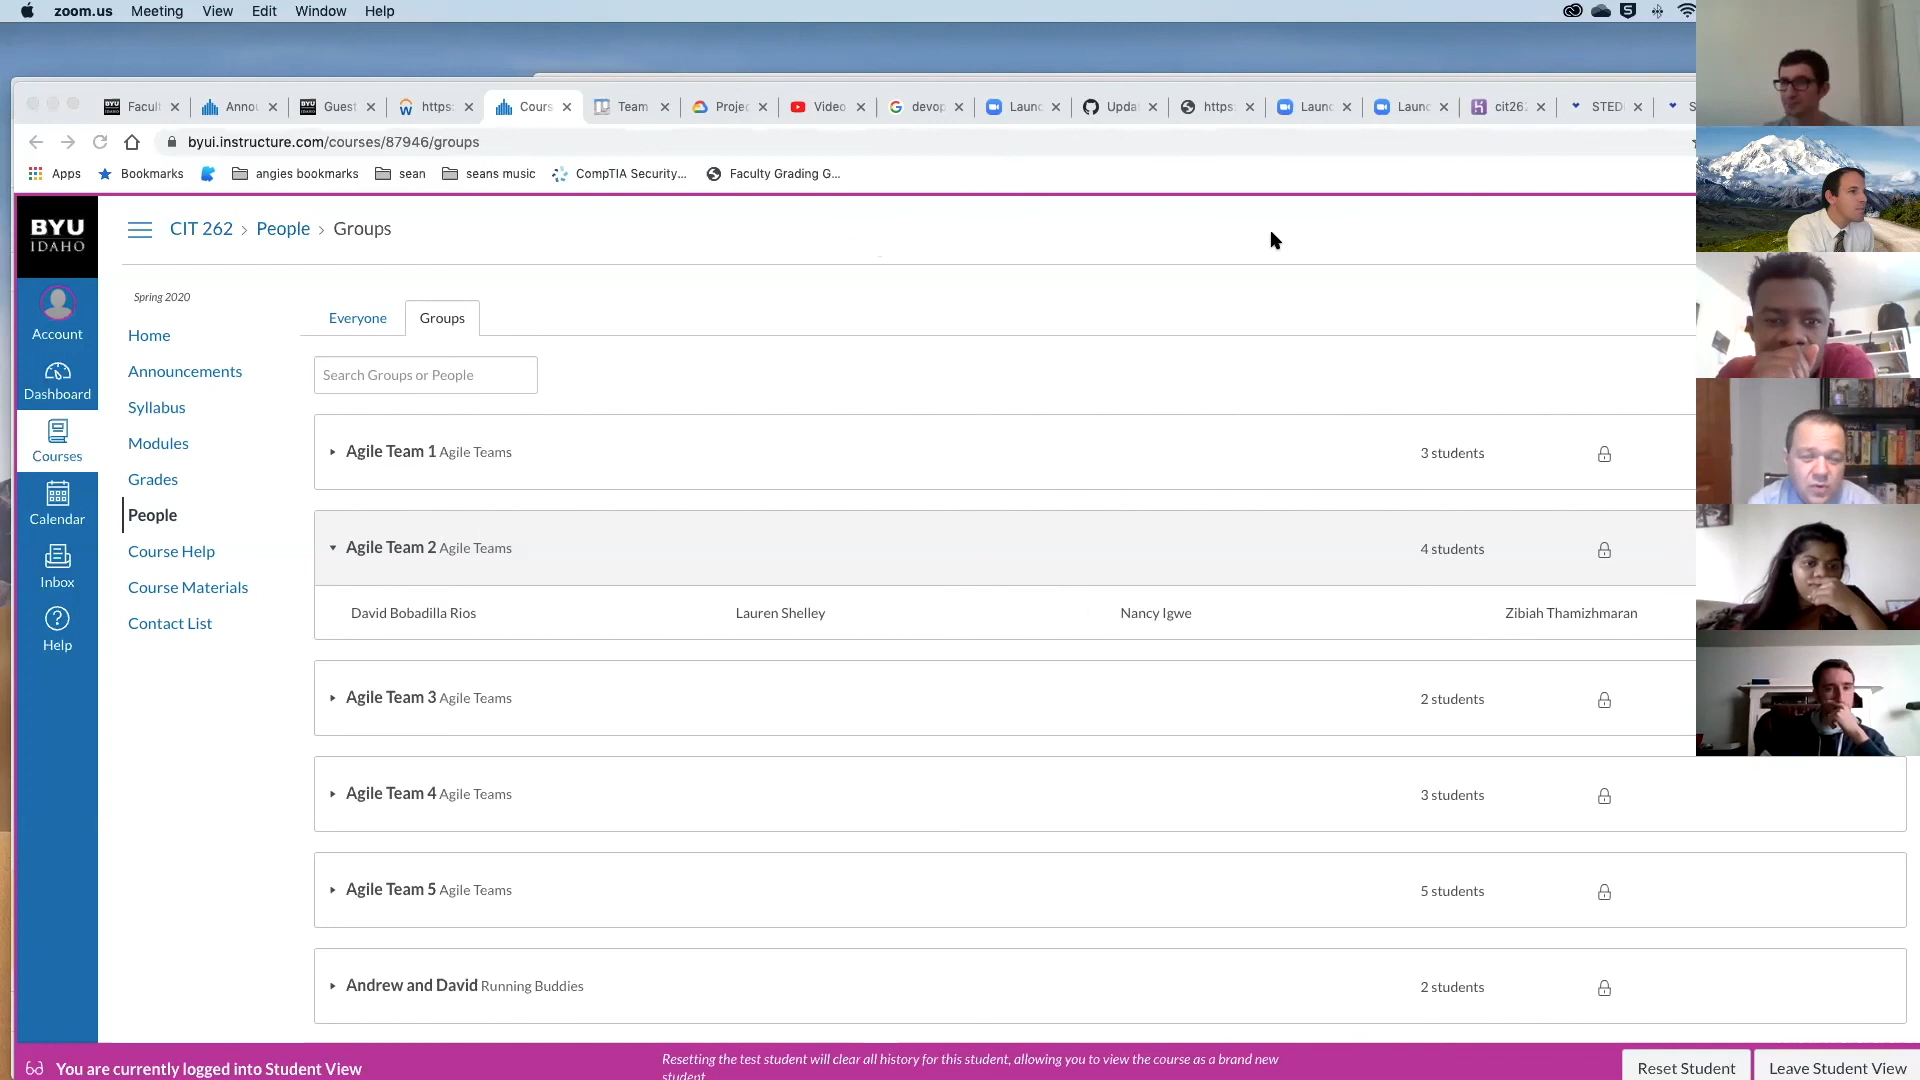 zoom.us Meeting View Edit Window Help
Facult Annou Guest https: Cours Team Projec Video devop Launc Updat https: Launc Launc cit262 STED S
byui.instructure.com/courses/87946/groups
Apps Bookmarks angies bookmarks sean seans music CompTIA Security... Faculty Grading G...
BYU
IDAHO
CIT 262 > People > Groups
Spring 2020
Everyone Groups
Account
Dashboard
Courses
Calendar
Inbox
Help
Home
Announcements
Syllabus
Modules
Grades
People
Course Help
Course Materials
Contact List
Search Groups or People
Agile Team 1 Agile Teams 3 students
Agile Team 2 Agile Teams 4 students
David Bobadilla Rios Lauren Shelley Nancy Igwe Zibiah Thamizhmaran
Agile Team 3 Agile Teams 2 students
Agile Team 4 Agile Teams 3 students
Agile Team 5 Agile Teams 5 students
Andrew and David Running Buddies 2 students
You are currently logged into Student View
Resetting the test student will clear all history for this student, allowing you to view the course as a brand new
student.
Reset Student Leave Student View